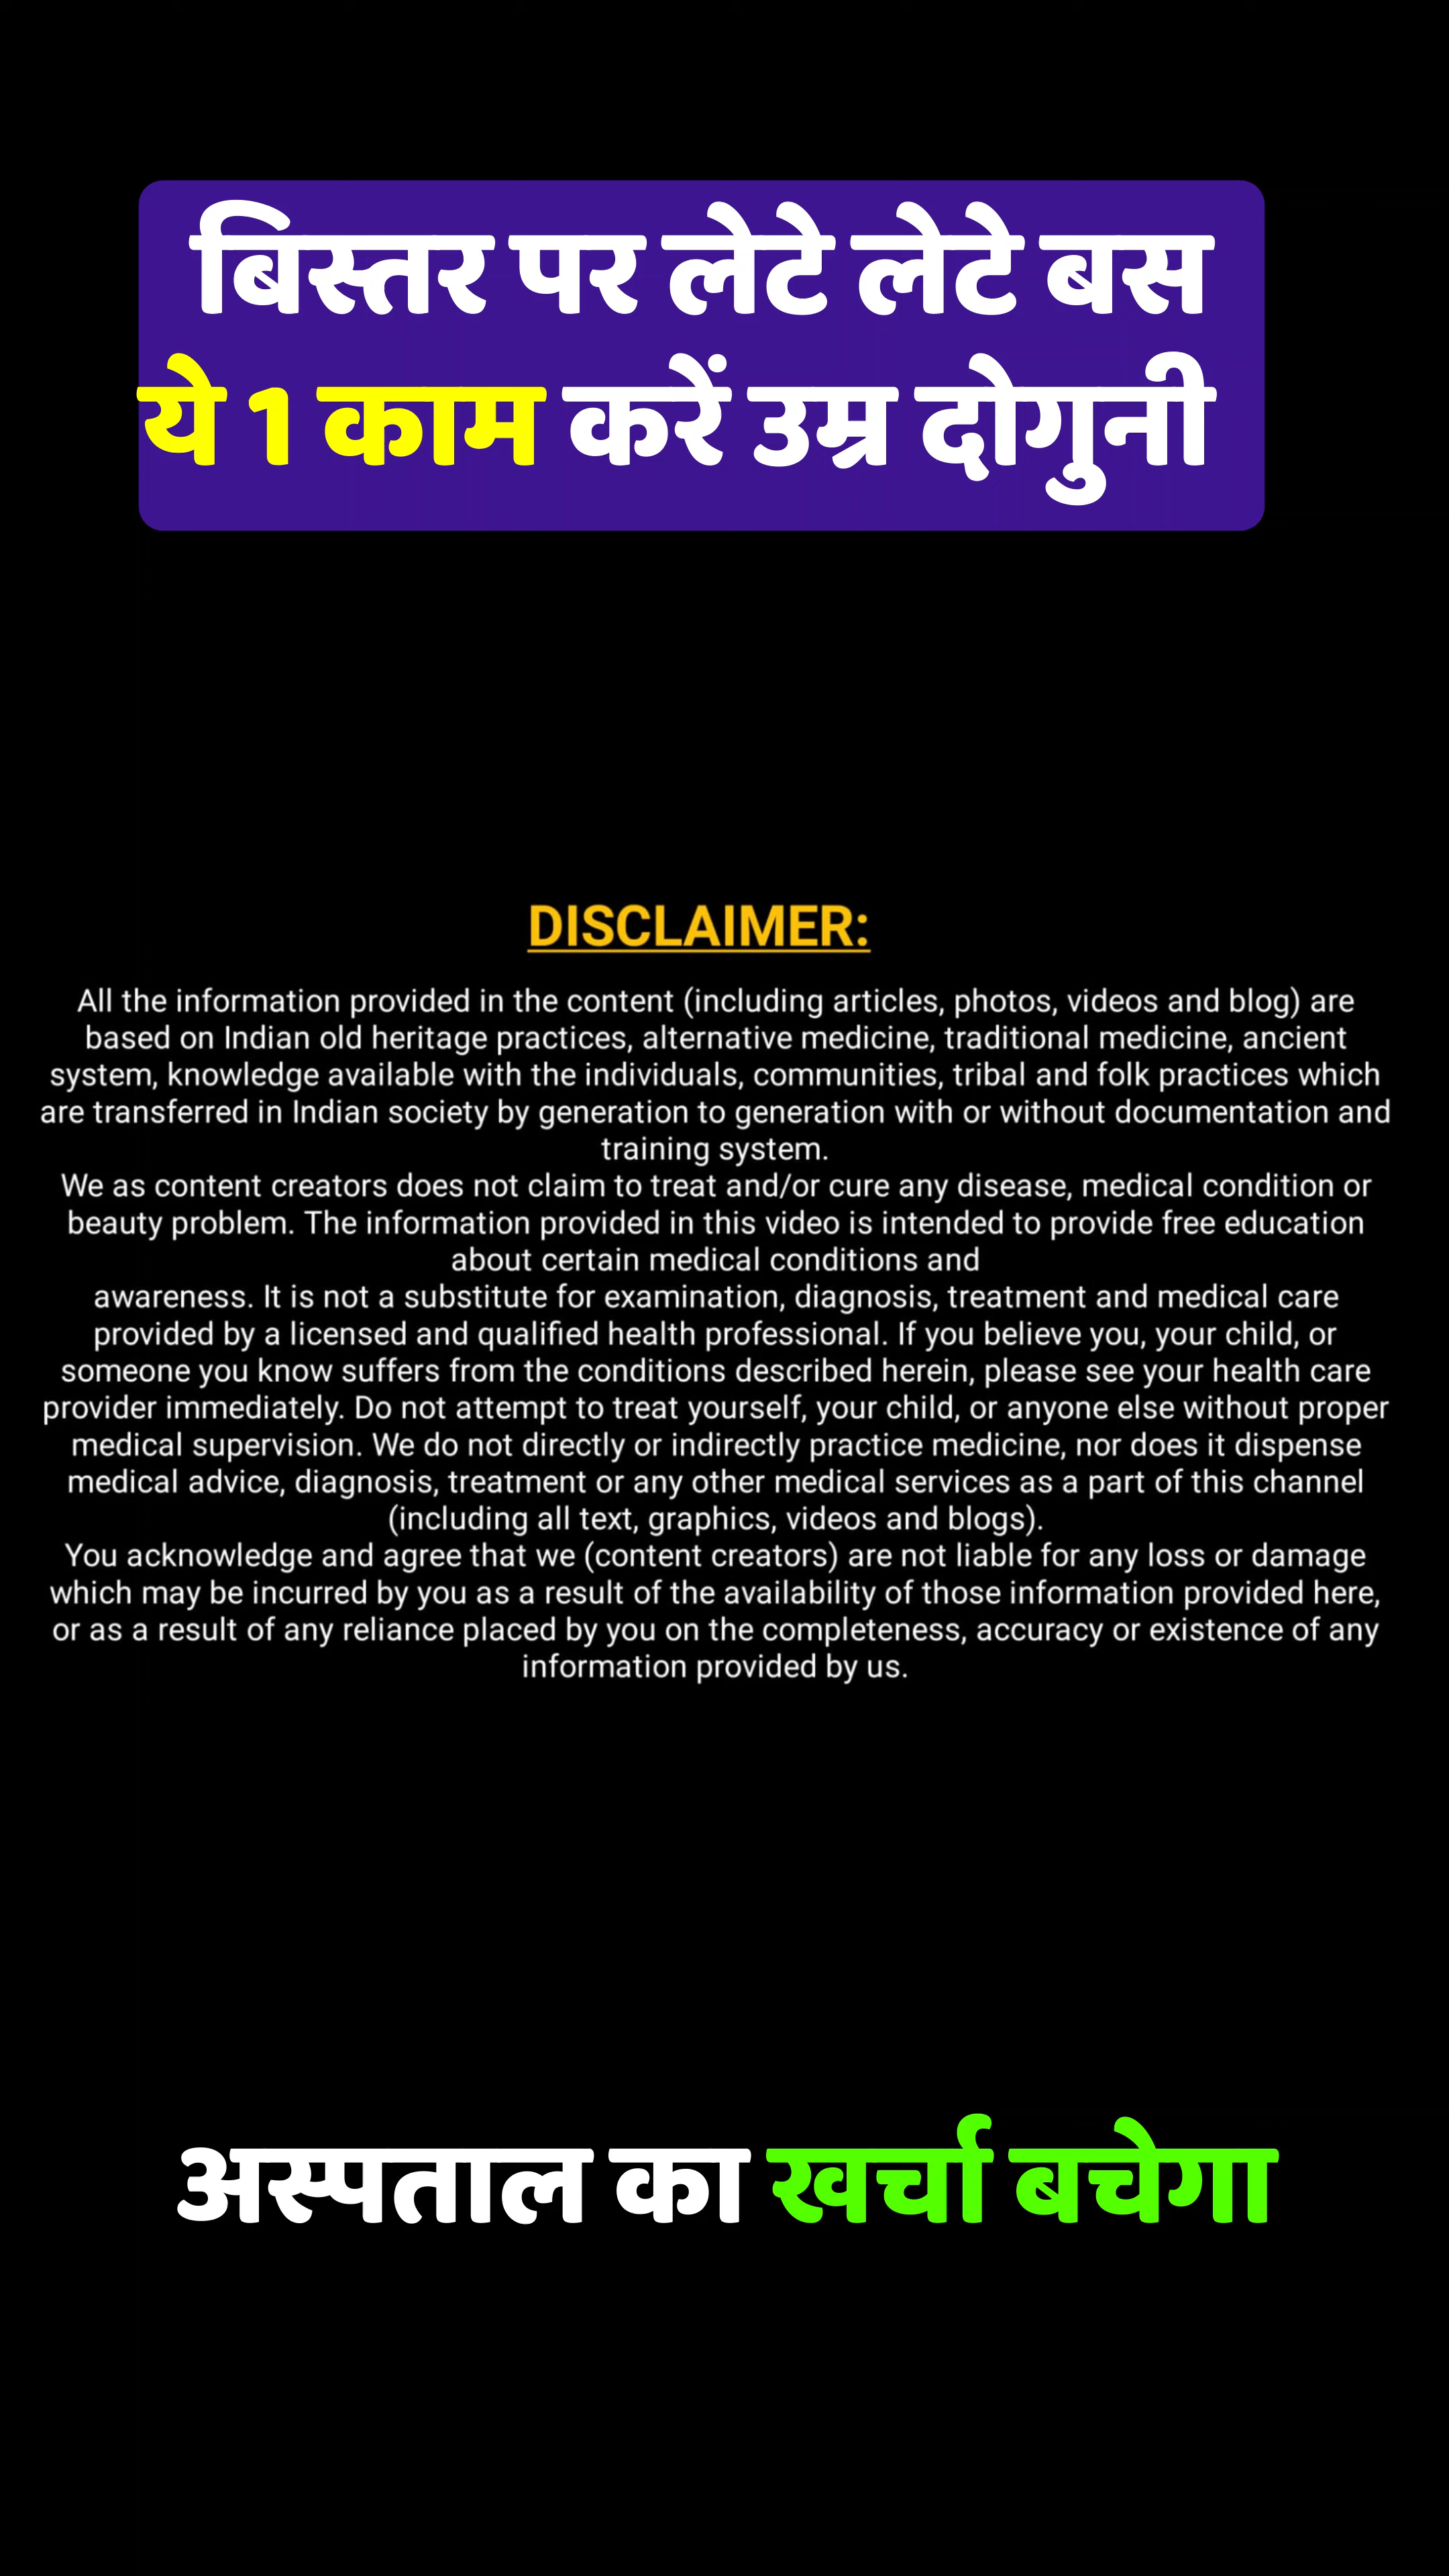 बिस्तर पर लेटे लेटे बस
ये 1 काम करें उम्र दोगुनी
DISCLAIMER:
All the information provided in the content (including articles, photos, videos and blog) are
based on Indian old heritage practices, alternative medicine, traditional medicine, ancient
system, knowledge available with the individuals, communities, tribal and folk practices which
are transferred in Indian society by generation to generation with or without documentation and
training system.
We as content creators does not claim to treat and/or cure any disease, medical condition or
beauty problem. The information provided in this video is intended to provide free education
about certain medical conditions and
awareness. It is not a substitute for examination, diagnosis, treatment and medical care
provided by a licensed and qualified health professional. If you believe you, your child, or
someone you know suffers from the conditions described herein, please see your health care
provider immediately. Do not attempt to treat yourself, your child, or anyone else without proper
medical supervision. We do not directly or indirectly practice medicine, nor does it dispense
medical advice, diagnosis, treatment or any other medical services as a part of this channel
(including all text, graphics, videos and blogs).
You acknowledge and agree that we (content creators) are not liable for any loss or damage
which may be incurred by you as a result of the availability of those information provided here,
or as a result of any reliance placed by you on the completeness, accuracy or existence of any
information provided by us.
अस्पताल का खर्चा बचेगा